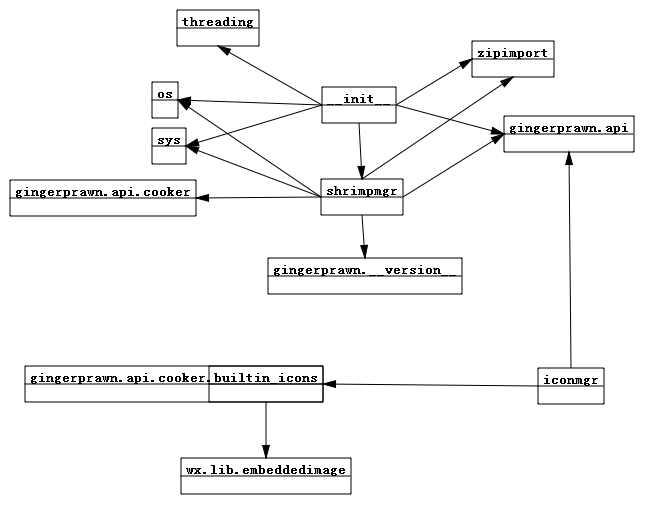 threading
zipimport
os
__init__
gingerprawn.api
sys
gingerprawn.api.cooker
shrimpmgr
gingerprawn.__version__
gingerprawn.api.cooker.builtin_icons
iconmgr
wx.lib.embeddedimage